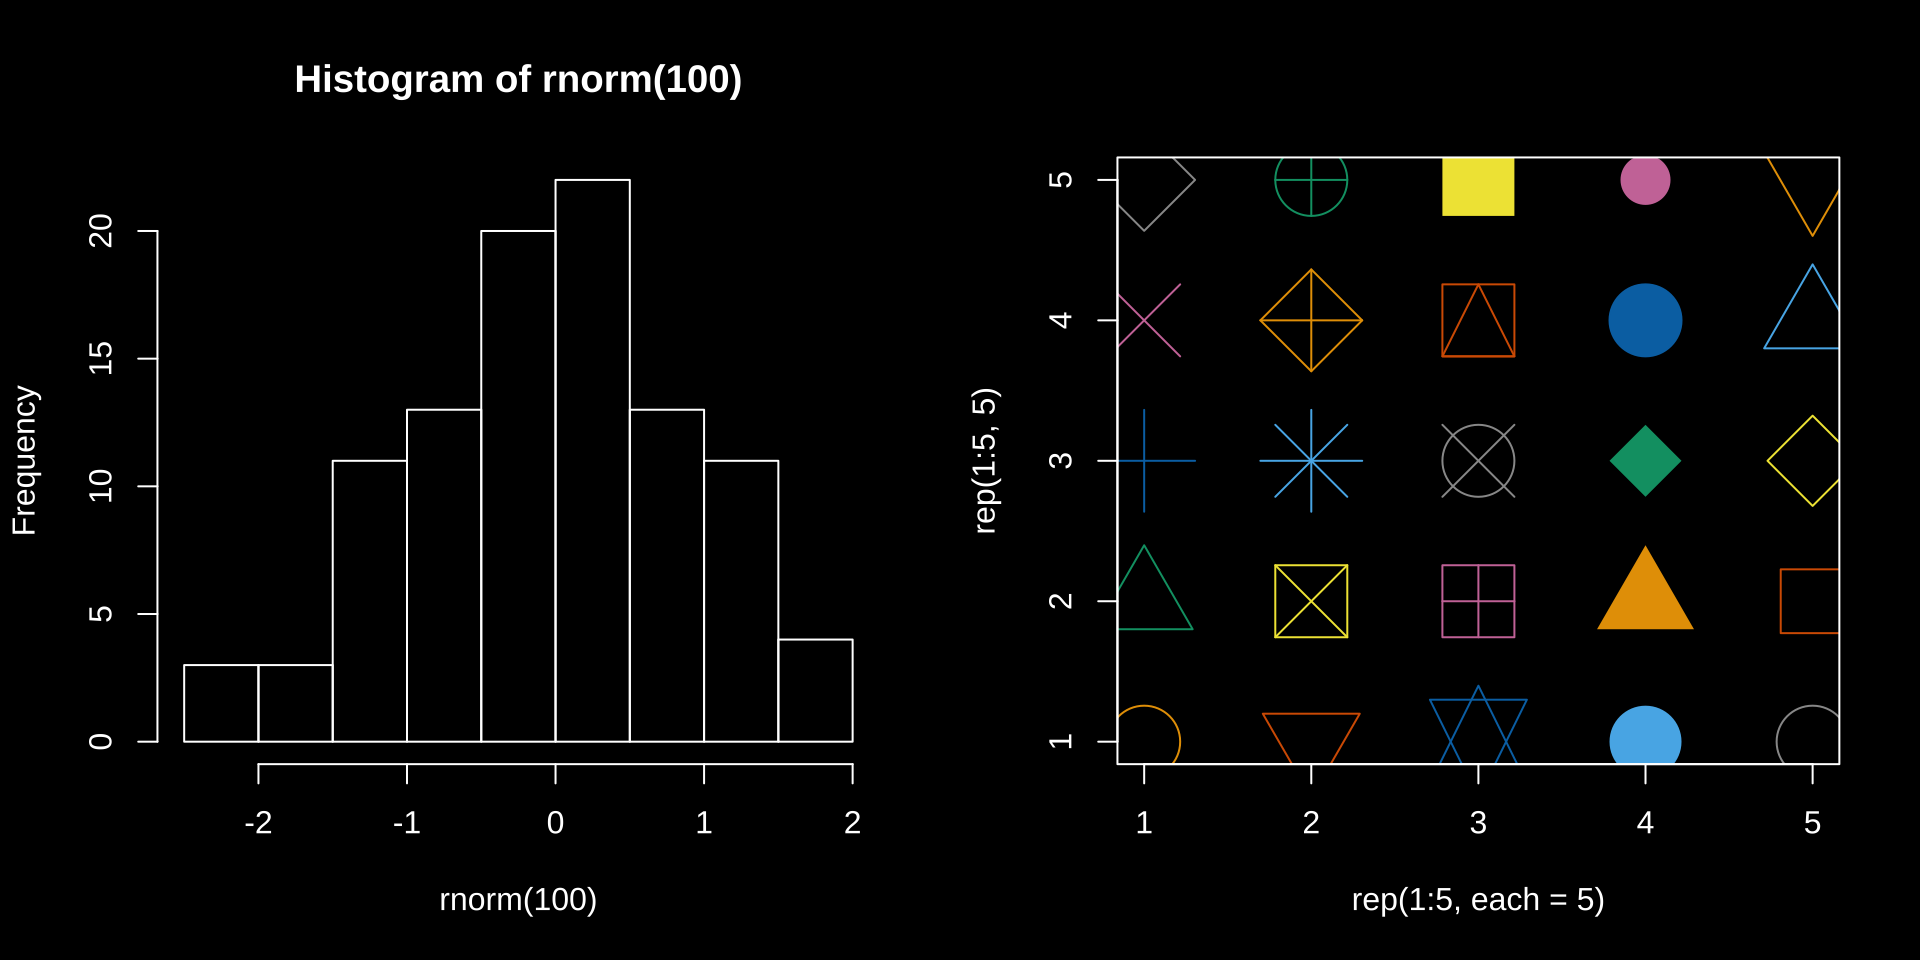 Histogram of rnorm(100)
Frequency
20
15
10
5
0
-2 -1 0 1 2
rnorm(100)
rep(1:5, 5)
5
4
3
2
1
1 2 3 4 5
rep(1:5, each = 5)